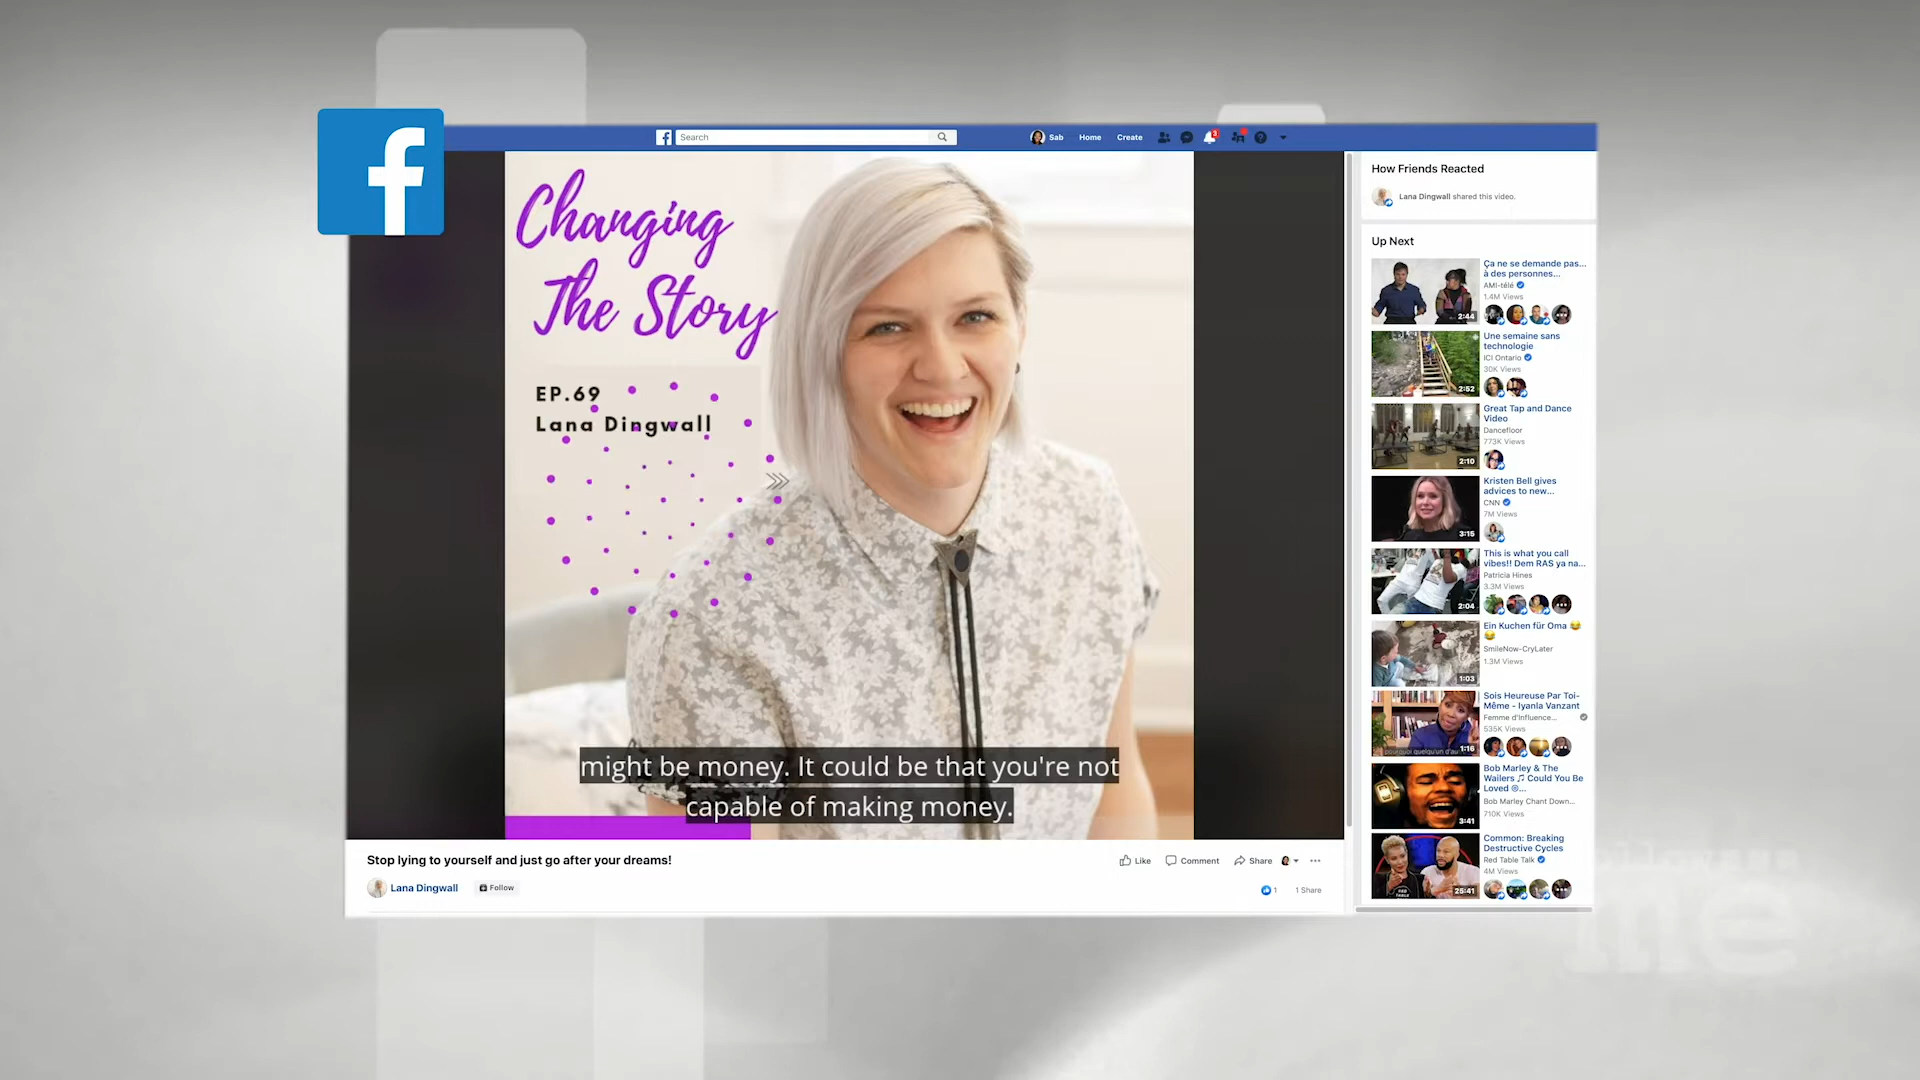 f
f Search
Sab Home Create
3
Changing
The Story
EP.69
Lana Dingwall
might be money. It could be that you're not
capable of making money.
Stop lying to yourself and just go after your dreams!
Like Comment Share
Lana Dingwall Follow
1 1 Share
How Friends Reacted
Lana Dingwall shared this video.
Up Next
2:44
Ça ne se demande pas...
à des personnes...
AMI-télé
1.4M Views
2:52
Une semaine sans
technologie
ICI Ontario
30K Views
2:10
Great Tap and Dance
Video
Dancefloor
773K Views
3:15
Kristen Bell gives
advices to new...
CNN
7M Views
2:04
This is what you call
vibes!! Dem RAS ya na...
Patricia Hines
3.3M Views
1:03
Ein Kuchen für Oma 😂
😂
SmileNow-CryLater
1.3M Views
1:16
Sois Heureuse Par Toi-
Même - Iyanla Vanzant
Femme d'Influence...
535K Views
3:41
Bob Marley & The
Wailers 🎵 Could You Be
Loved ®...
Bob Marley Chant Down...
710K Views
25:41
Common: Breaking
Destructive Cycles
Red Table Talk
4M Views
me